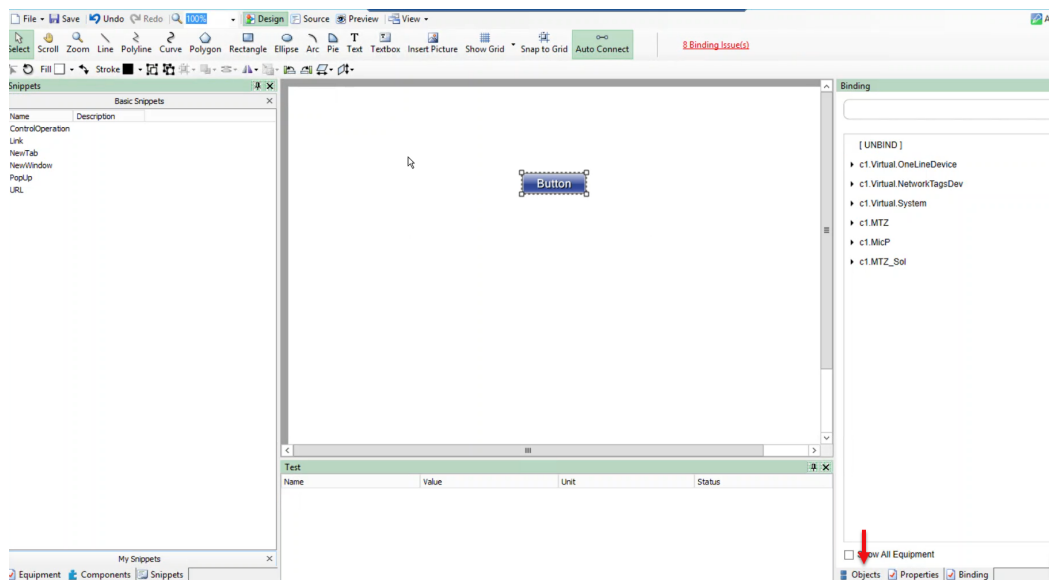 File Save Undo Redo 100% Design Source Preview View
Select Scroll Zoom Line Polyline Curve Polygon Rectangle Ellipse Arc Pie Text Textbox Insert Picture Show Grid Snap to Grid Auto Connect 8 Binding Issue(s)
Fill Stroke
Snippets
Basic Snippets
Name Description
ControlOperation
Link
NewTab
NewWindow
PopUp
URL
My Snippets
Equipment Components Snippets
Button
Test
Name Value Unit Status
Binding
[ UNBIND ]
c1.Virtual.OneLineDevice
c1.Virtual.NetworkTagsDev
c1.Virtual.System
c1.MTZ
c1.MicP
c1.MTZ_Sol
Show All Equipment
Objects Properties Binding